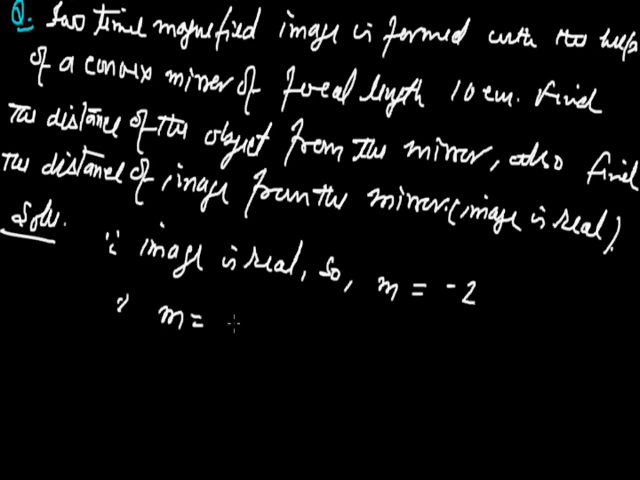 Q. Two times magnified image is formed with the help
of a convex mirror of focal length 10 cm. Find
the distance of the object from the mirror, also find
the distance of image from the mirror. (image is real).
Solu.
∵ image is real, so, m = -2
∵ m =